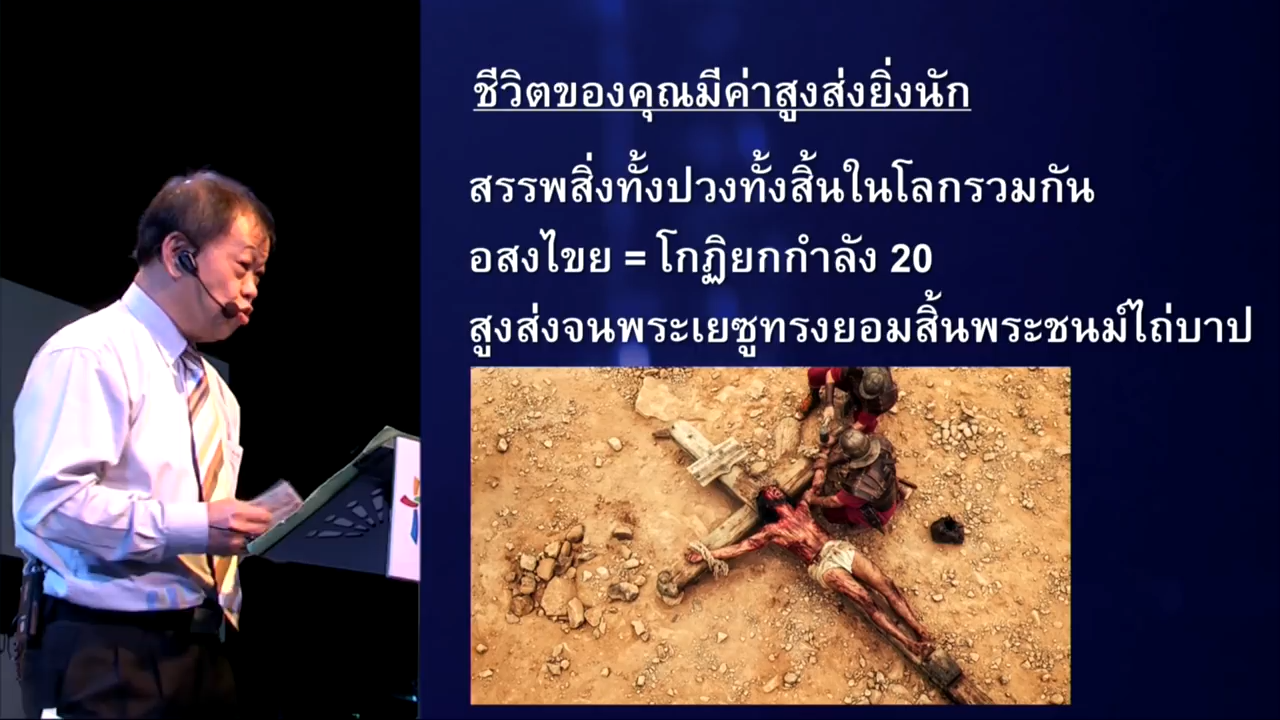 ชีวิตของคุณมีค่าสูงส่งยิ่งนัก
สรรพสิ่งทั้งปวงทั้งสิ้นในโลกรวมกัน
อสงไขย = โกฏิยกกำลัง 20
สูงส่งจนพระเยซูทรงยอมสิ้นพระชนม์ไถ่บาป